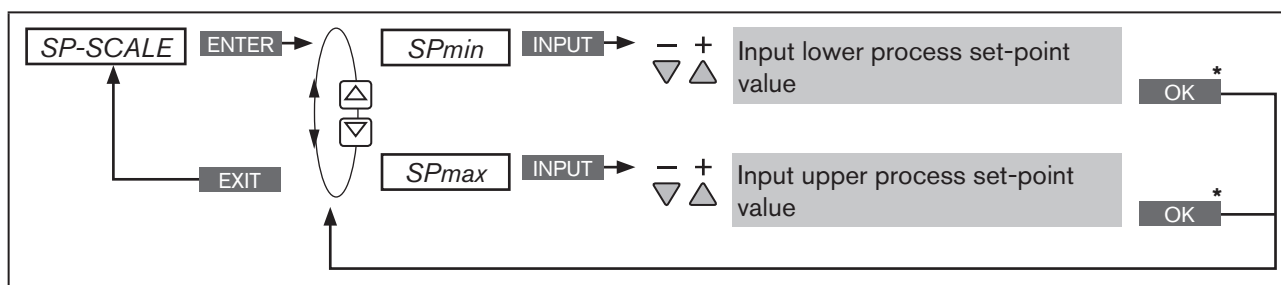 SP-SCALE ENTER SPmin INPUT − + Input lower process set-point
value
OK *
EXIT SPmax INPUT − + Input upper process set-point
value
OK *